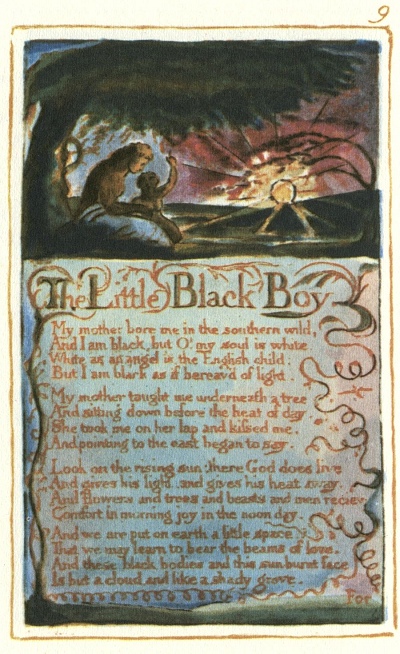 9
The Little Black Boy
My mother bore me in the southern wild,
And I am black, but O! my soul is white
White as an angel is the English child:
But I am black as if bereav'd of light.
My mother taught me underneath a tree
And sitting down before the heat of day
She took me on her lap and kissed me,
And pointing to the east began to say.
Look on the rising sun: there God does live
And gives his light, and gives his heat away.
And flowers and trees and beasts and men recieve
Comfort in morning joy in the noon day.
And we are put on earth a little space
That we may learn to bear the beams of love.
And these black bodies and this sun-burnt face
Is but a cloud and like a shady grove.
For